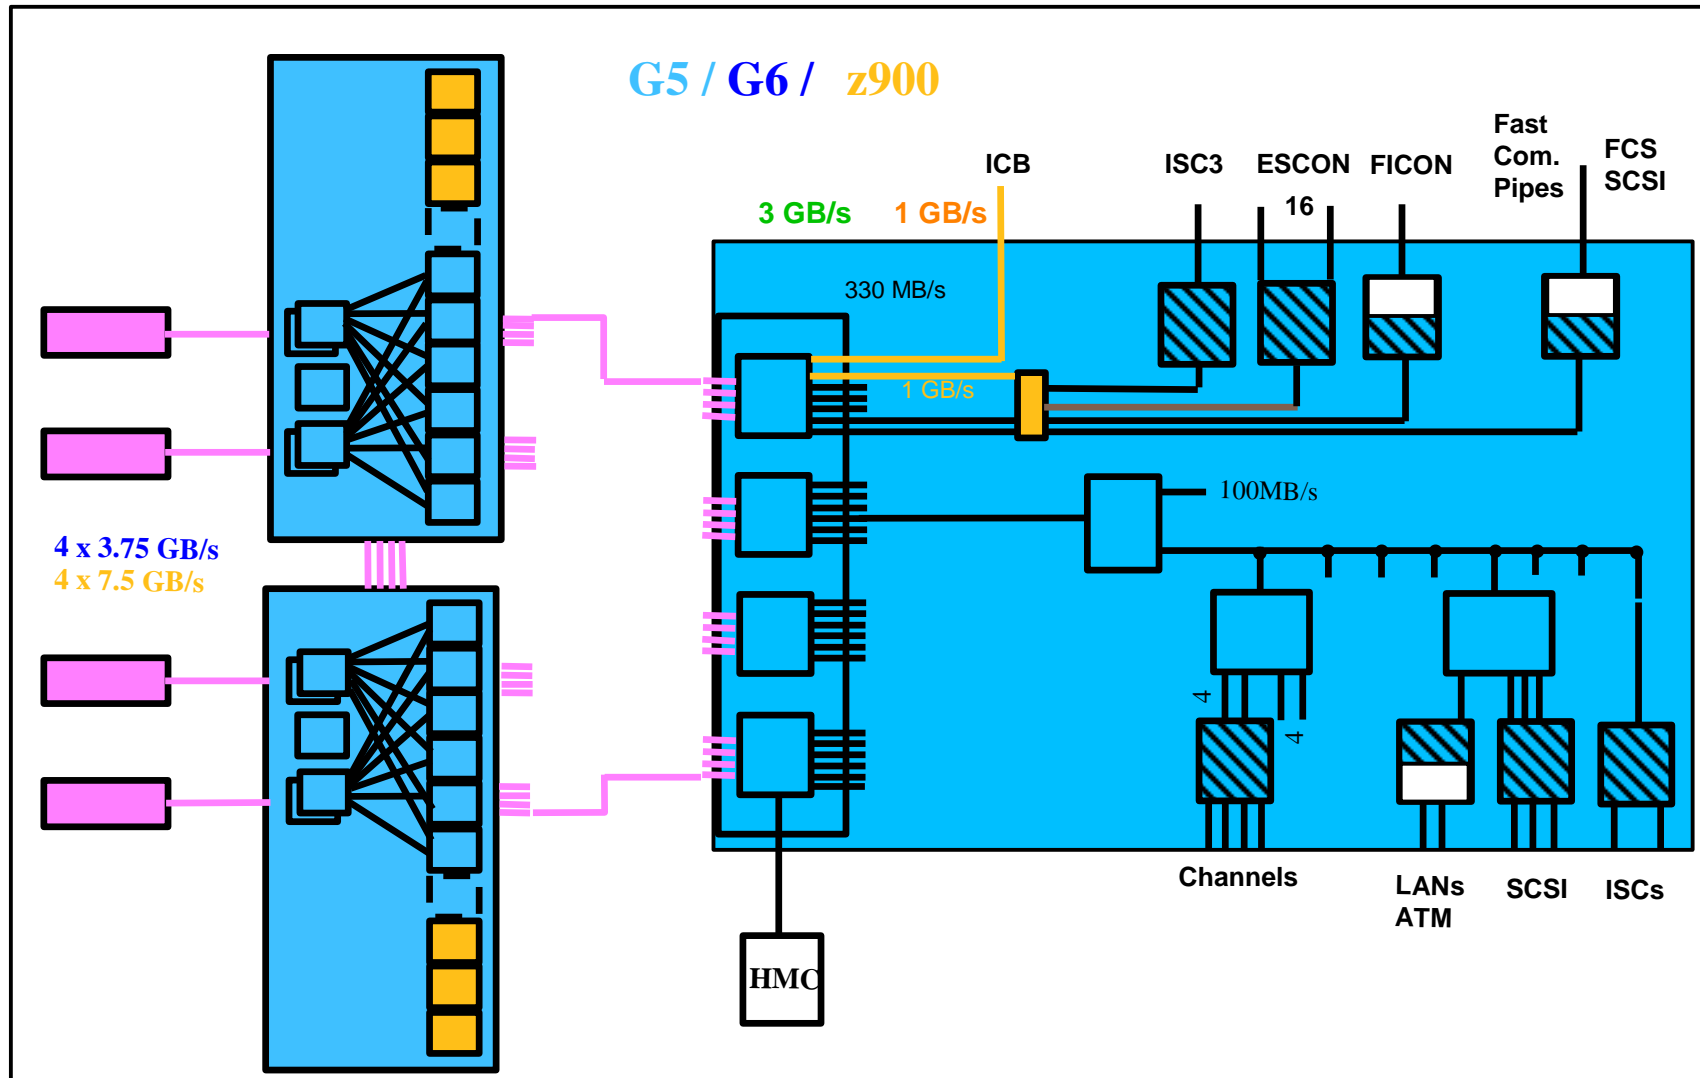 G5 / G6 / z900
Fast
Com.
Pipes
FCS
SCSI
ICB
ISC3
ESCON
16
FICON
3 GB/s
1 GB/s
330 MB/s
1 GB/s
100MB/s
4 x 3.75 GB/s
4 x 7.5 GB/s
4
4
Channels
LANs
ATM
SCSI
ISCs
HMC